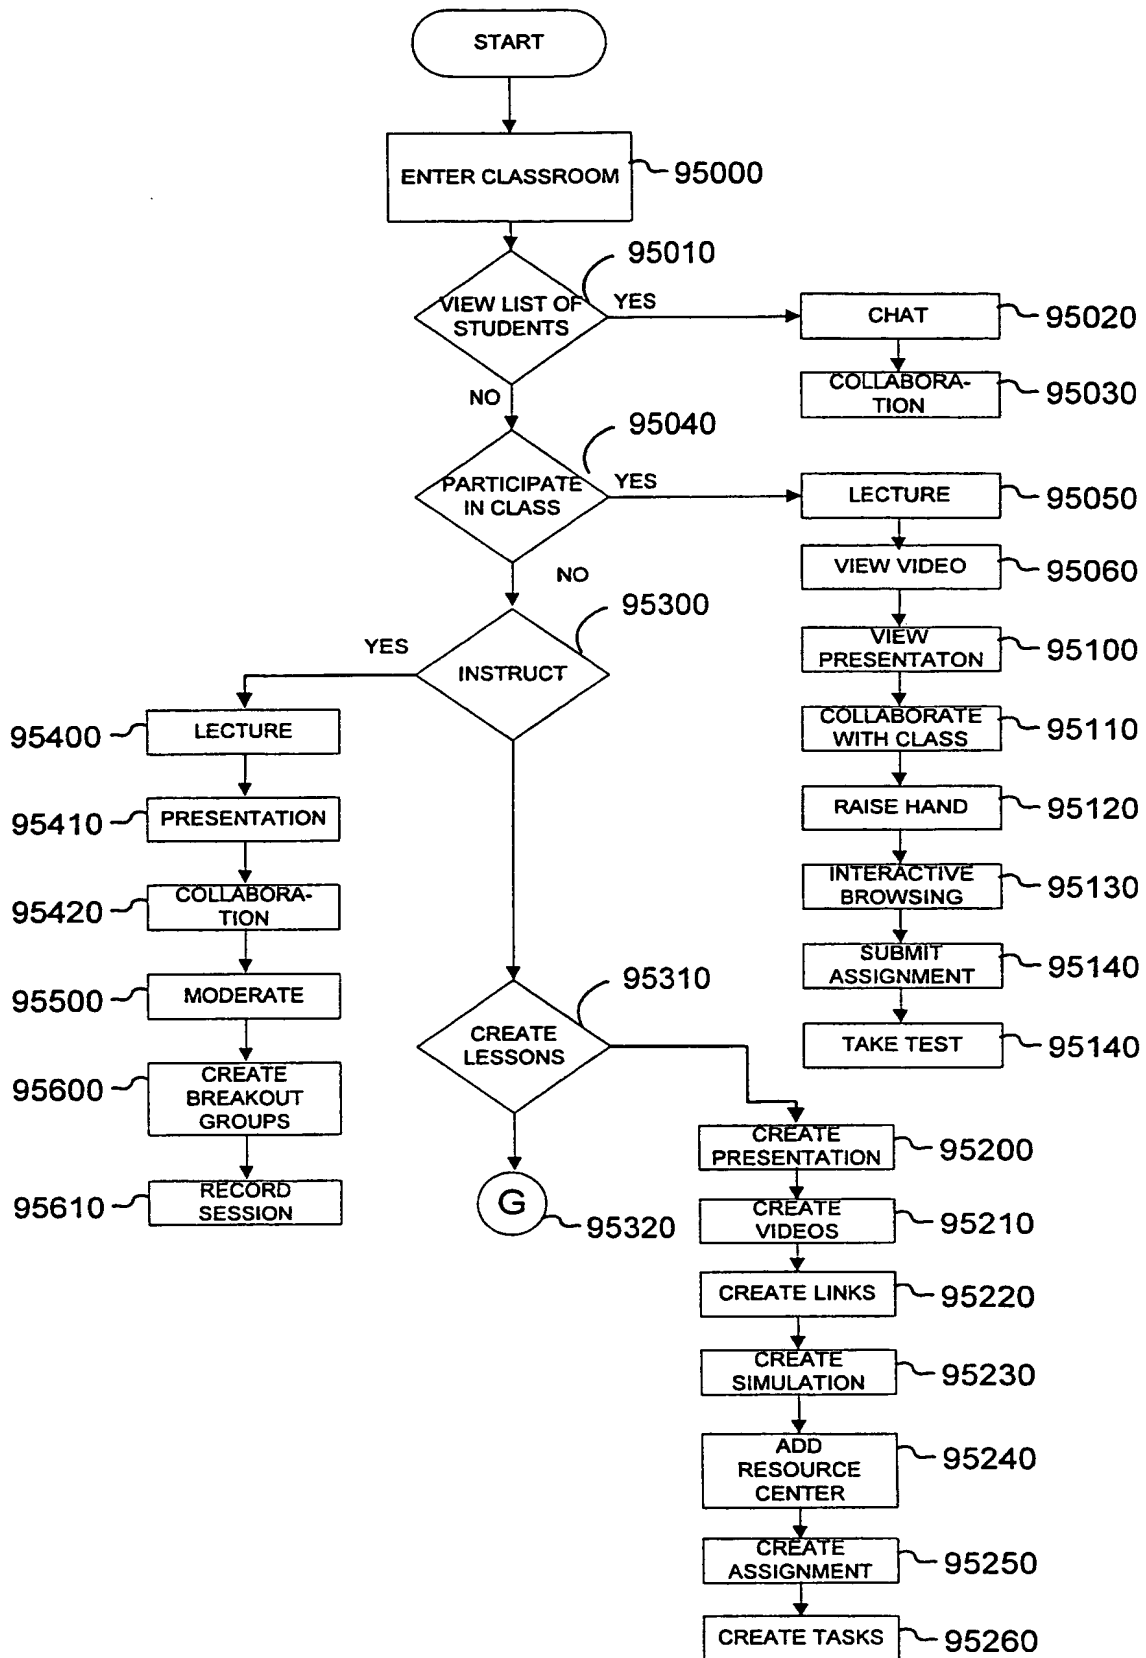 START
ENTER CLASSROOM
95000
95010
VIEW LIST OF
STUDENTS
YES
CHAT
95020
COLLABORA-
TION
95030
NO
95040
PARTICIPATE
IN CLASS
YES
LECTURE
95050
VIEW VIDEO
95060
NO
95300
INSTRUCT
YES
VIEW
PRESENTATON
95100
COLLABORATE
WITH CLASS
95110
RAISE HAND
95120
INTERACTIVE
BROWSING
95130
SUBMIT
ASSIGNMENT
95140
TAKE TEST
95140
95400
LECTURE
95410
PRESENTATION
95420
COLLABORA-
TION
95500
MODERATE
95600
CREATE
BREAKOUT
GROUPS
95610
RECORD
SESSION
95310
CREATE
LESSONS
G
95320
CREATE
PRESENTATION
95200
CREATE
VIDEOS
95210
CREATE LINKS
95220
CREATE
SIMULATION
95230
ADD
RESOURCE
CENTER
95240
CREATE
ASSIGNMENT
95250
CREATE TASKS
95260